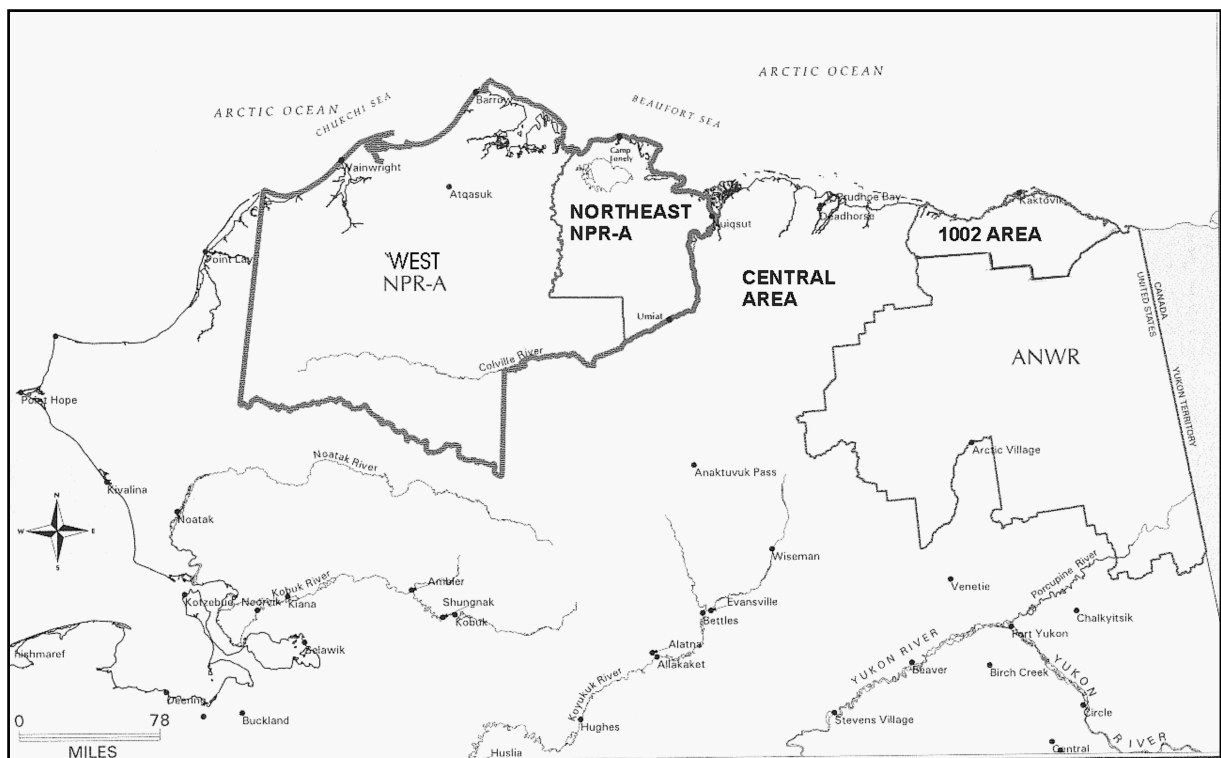 ARCTIC OCEAN
ARCTIC OCEAN
CHUKCHI SEA
BEAUFORT SEA
Barrow
Camp
Lonely
Wainwright
Atqasuk
NORTHEAST
NPR-A
Nuiqsut
Prudhoe Bay
Deadhorse
Kaktovik
1002 AREA
Point Lay
WEST
NPR-A
CENTRAL
AREA
CANADA
UNITED STATES
Umiat
Colville River
ANWR
YUKON TERRITORY
Point Hope
Arctic Village
Noatak River
Anaktuvuk Pass
Kivalina
N
W
E
S
Noatak
Wiseman
Porcupine River
Kobuk River
Ambler
Venetie
Kotzebue
Noorvik
Kiana
Shungnak
Kobuk
Evansville
Bettles
Chalkyitsik
Fort Yukon
Selawik
Alatna
Allakaket
YUKON RIVER
Beaver
Birch Creek
YUKON
RIVER
shishmaref
Koyukuk River
Deering
Buckland
Hughes
Stevens Village
Circle
Central
Huslia
0
78
MILES